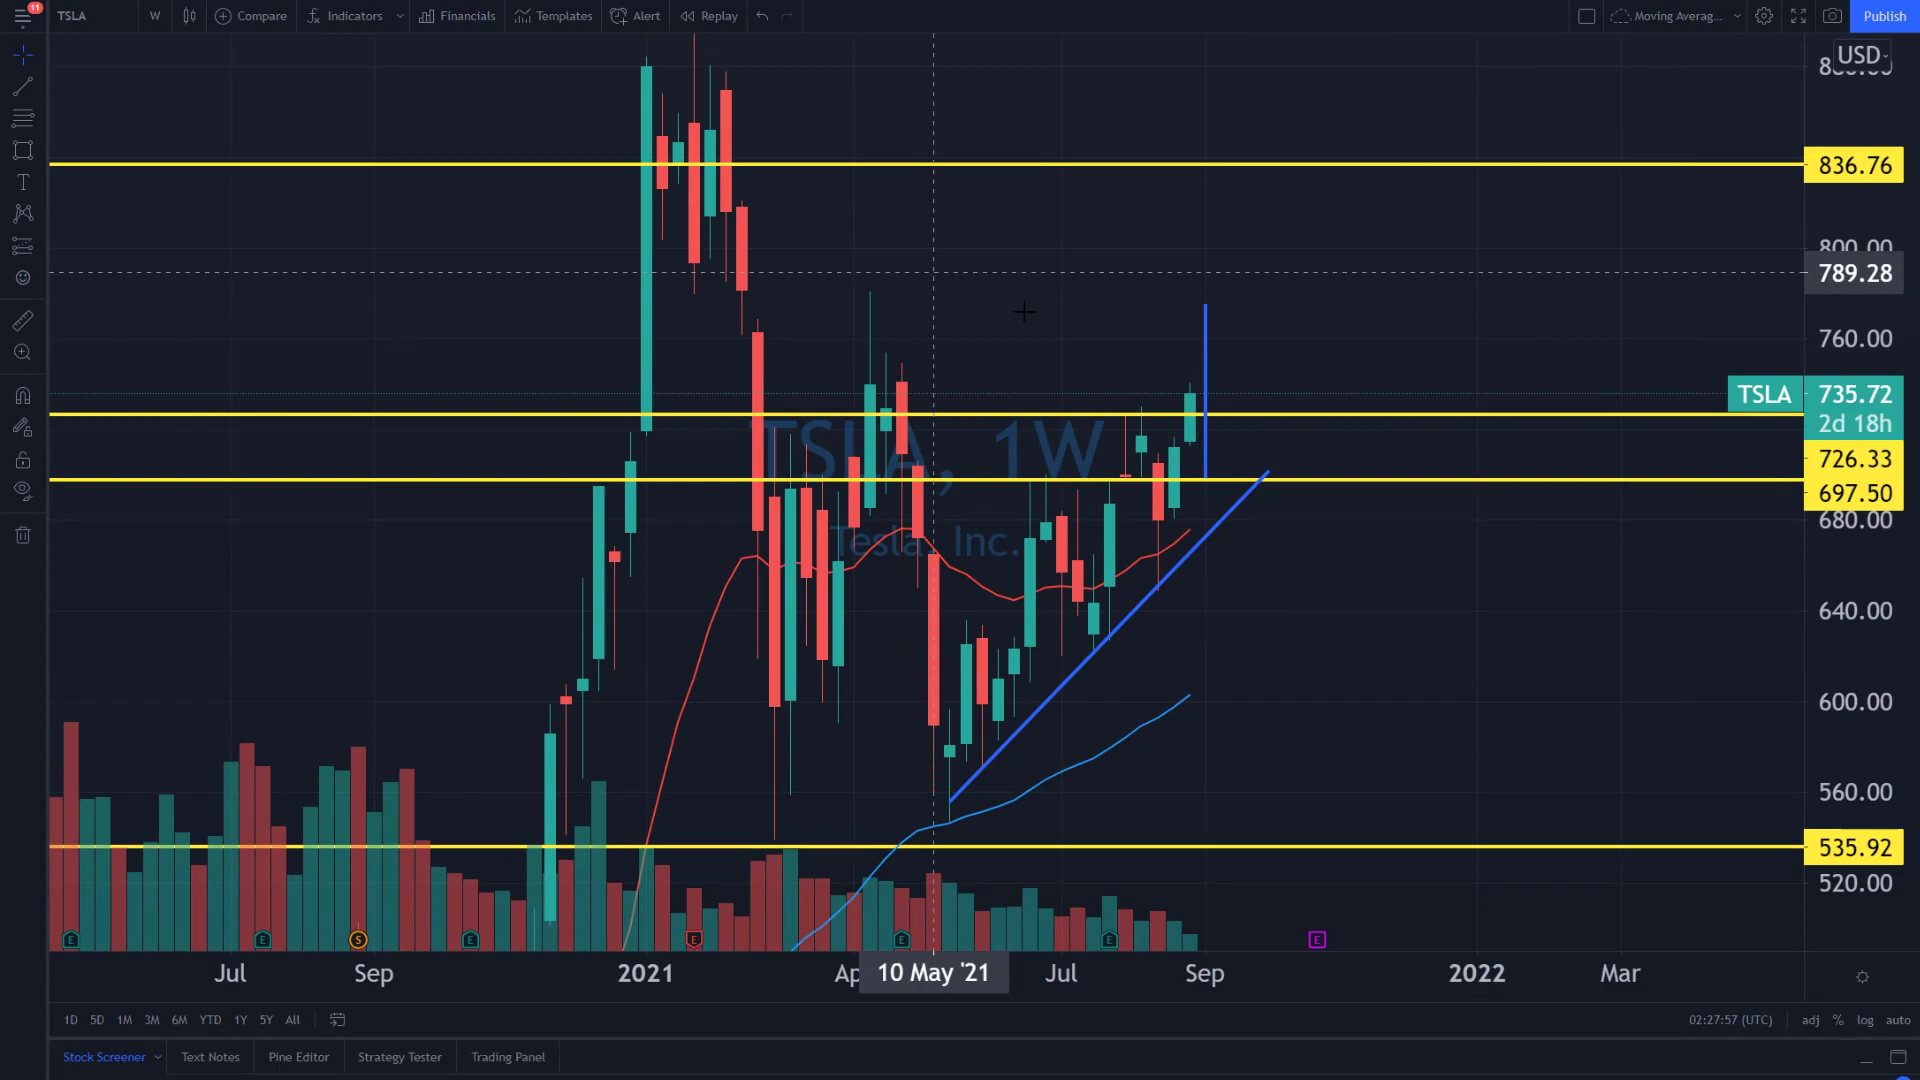 11
TSLA
W
Compare
Indicators
Financials
Templates
Alert
Replay
Moving Averag...
Publish
USD
836.76
800.00
789.28
760.00
TSLA 735.72
2d 18h
726.33
697.50
680.00
640.00
600.00
560.00
535.92
520.00
TSLA, 1W
Tesla, Inc.
E
E
S
E
E
E
E
E
Jul
Sep
2021
Ap
10 May '21
Jul
Sep
2022
Mar
1D 5D 1M 3M 6M YTD 1Y 5Y All
02:27:57 (UTC)
adj % log auto
Stock Screener
Text Notes
Pine Editor
Strategy Tester
Trading Panel